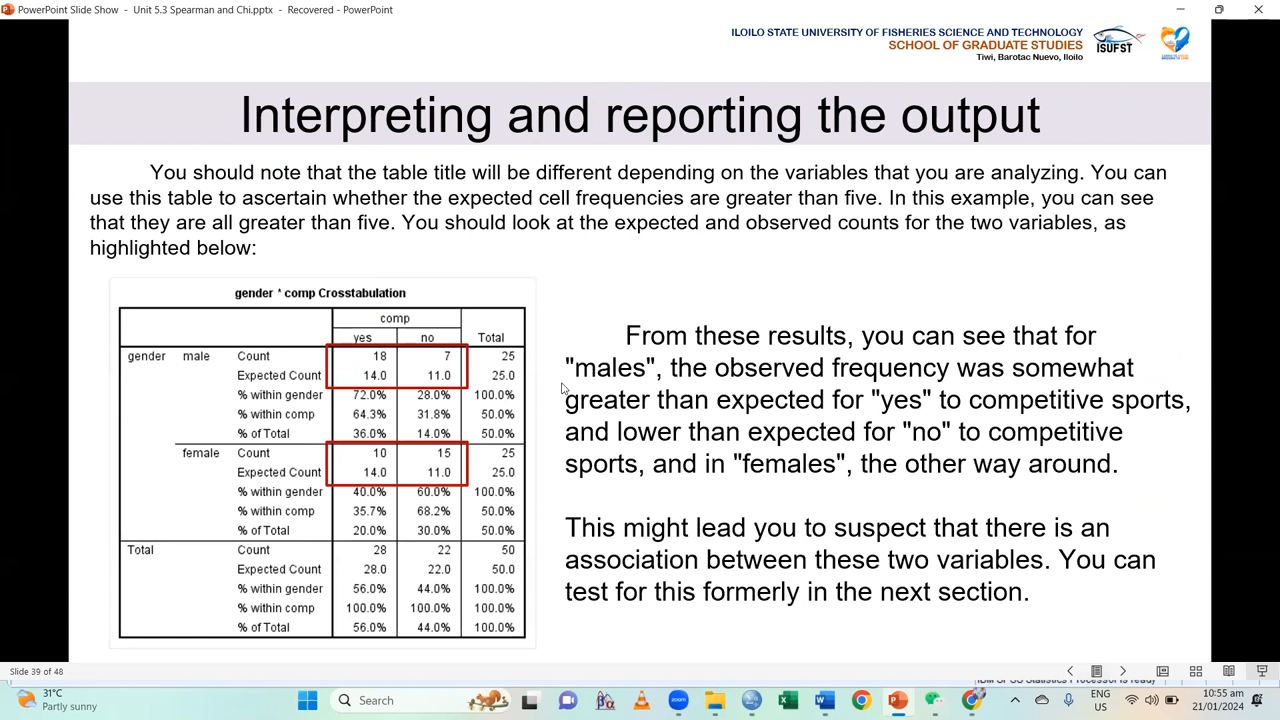 PowerPoint Slide Show - Unit 5.3 Spearman and Chi.pptx - Recovered - PowerPoint
ILOILO STATE UNIVERSITY OF FISHERIES SCIENCE AND TECHNOLOGY
SCHOOL OF GRADUATE STUDIES
Tiwi, Barotac Nuevo, Iloilo
ISUFST
Interpreting and reporting the output
You should note that the table title will be different depending on the variables that you are analyzing. You can
use this table to ascertain whether the expected cell frequencies are greater than five. In this example, you can see
that they are all greater than five. You should look at the expected and observed counts for the two variables, as
highlighted below:
gender * comp Crosstabulation
comp
yes no Total
gender male Count 18 7 25
Expected Count 14.0 11.0 25.0
% within gender 72.0% 28.0% 100.0%
% within comp 64.3% 31.8% 50.0%
% of Total 36.0% 14.0% 50.0%
female Count 10 15 25
Expected Count 14.0 11.0 25.0
% within gender 40.0% 60.0% 100.0%
% within comp 35.7% 68.2% 50.0%
% of Total 20.0% 30.0% 50.0%
Total Count 28 22 50
Expected Count 28.0 22.0 50.0
% within gender 56.0% 44.0% 100.0%
% within comp 100.0% 100.0% 100.0%
% of Total 56.0% 44.0% 100.0%
From these results, you can see that for
"males", the observed frequency was somewhat
greater than expected for "yes" to competitive sports,
and lower than expected for "no" to competitive
sports, and in "females", the other way around.
This might lead you to suspect that there is an
association between these two variables. You can
test for this formerly in the next section.
Slide 39 of 48
IBM SPSS Statistics Processor is ready
31°C
Partly sunny
Search
zoom
ENG
US
10:55 am
21/01/2024